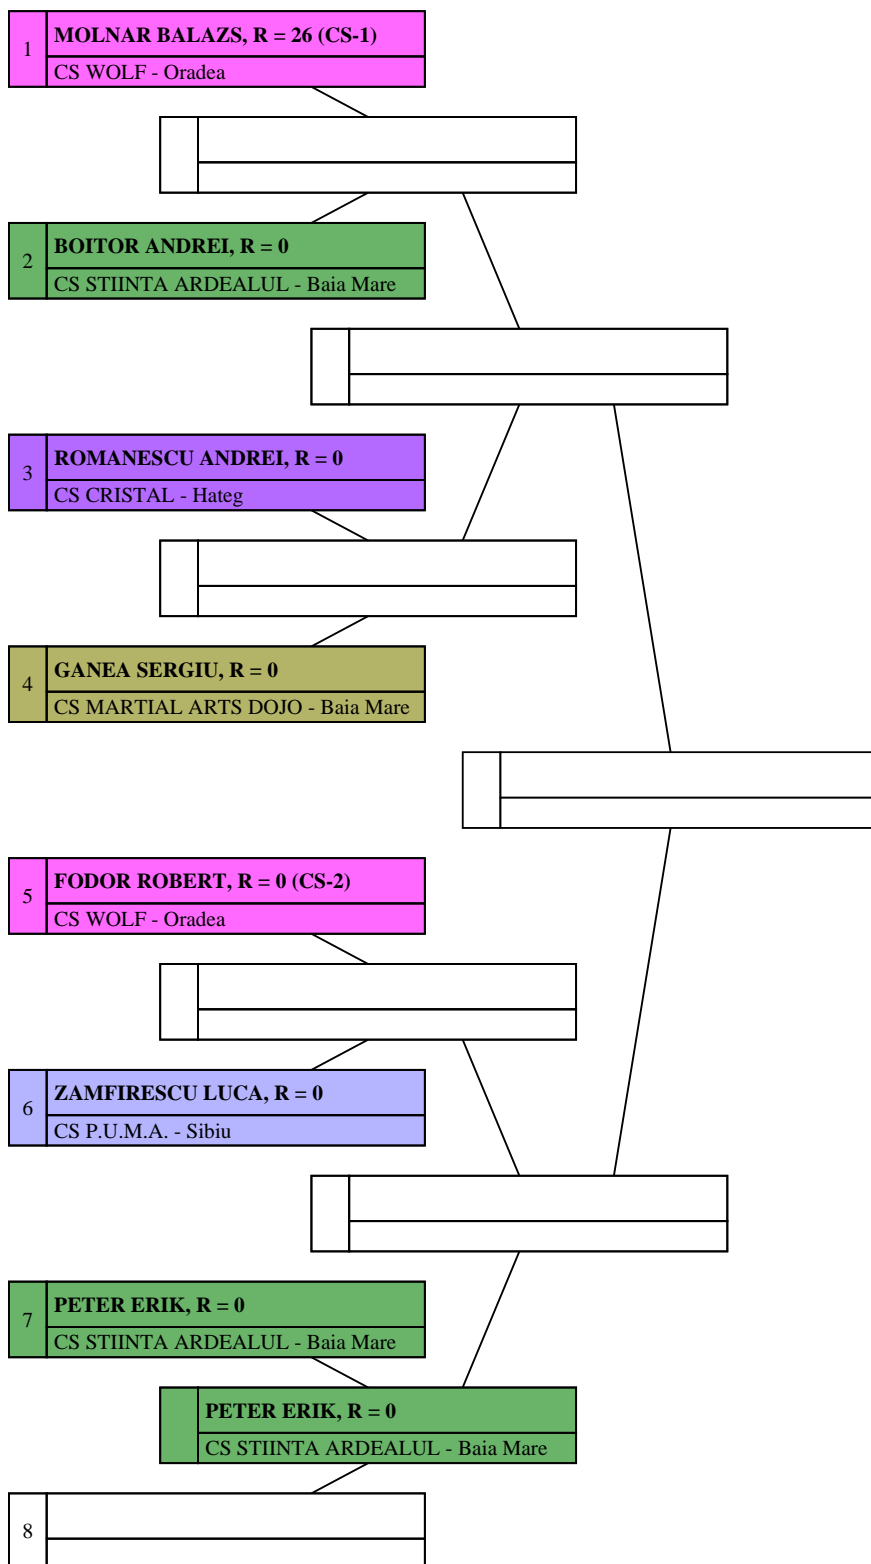 1
MOLNAR BALAZS, R = 26 (CS-1)
CS WOLF - Oradea
2
BOITOR ANDREI, R = 0
CS STIINTA ARDEALUL - Baia Mare
3
ROMANESCU ANDREI, R = 0
CS CRISTAL - Hateg
4
GANEA SERGIU, R = 0
CS MARTIAL ARTS DOJO - Baia Mare
5
FODOR ROBERT, R = 0 (CS-2)
CS WOLF - Oradea
6
ZAMFIRESCU LUCA, R = 0
CS P.U.M.A. - Sibiu
7
PETER ERIK, R = 0
CS STIINTA ARDEALUL - Baia Mare
PETER ERIK, R = 0
CS STIINTA ARDEALUL - Baia Mare
8